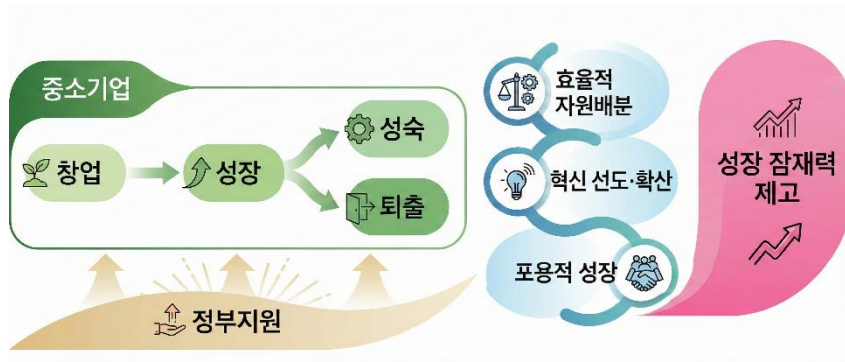 중소기업
창업
성장
성숙
퇴출
정부지원
효율적
자원배분
혁신 선도·확산
포용적 성장
성장 잠재력
제고